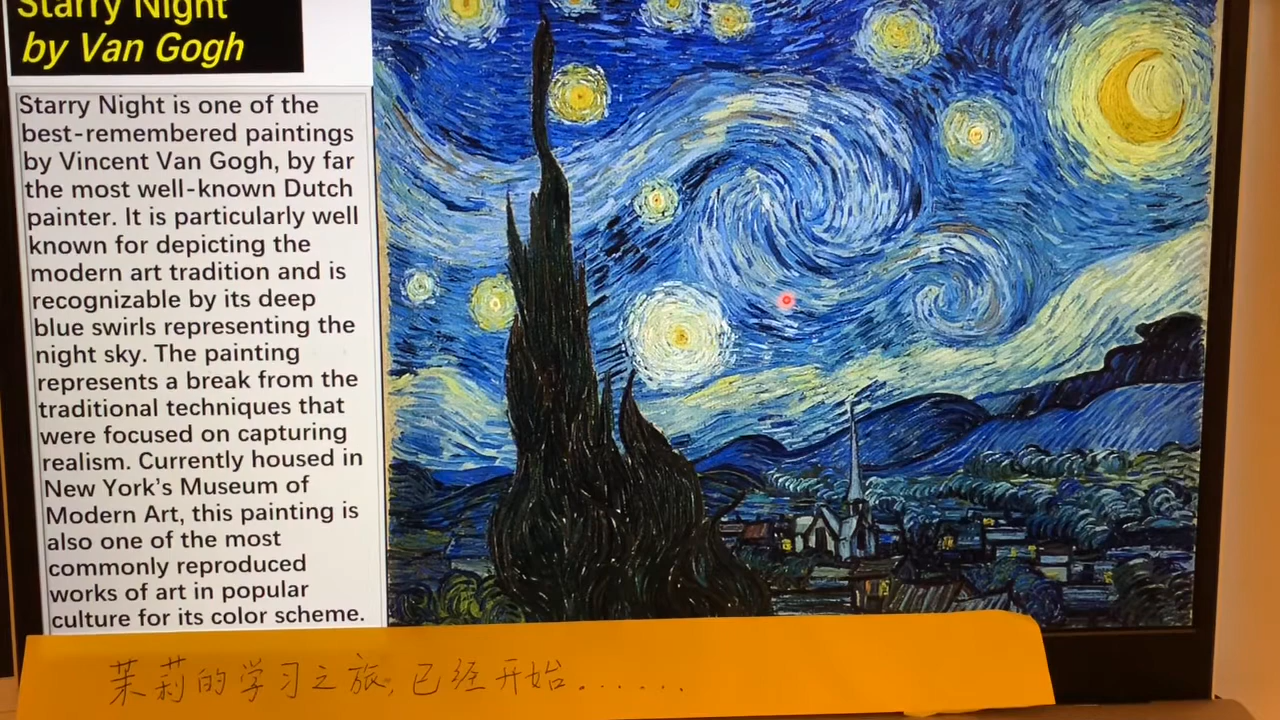 Starry Night
by Van Gogh
Starry Night is one of the
best-remembered paintings
by Vincent Van Gogh, by far
the most well-known Dutch
painter. It is particularly well
known for depicting the
modern art tradition and is
recognizable by its deep
blue swirls representing the
night sky. The painting
represents a break from the
traditional techniques that
were focused on capturing
realism. Currently housed in
New York's Museum of
Modern Art, this painting is
also one of the most
commonly reproduced
works of art in popular
culture for its color scheme.
茉莉的学习之旅,已经开始。......